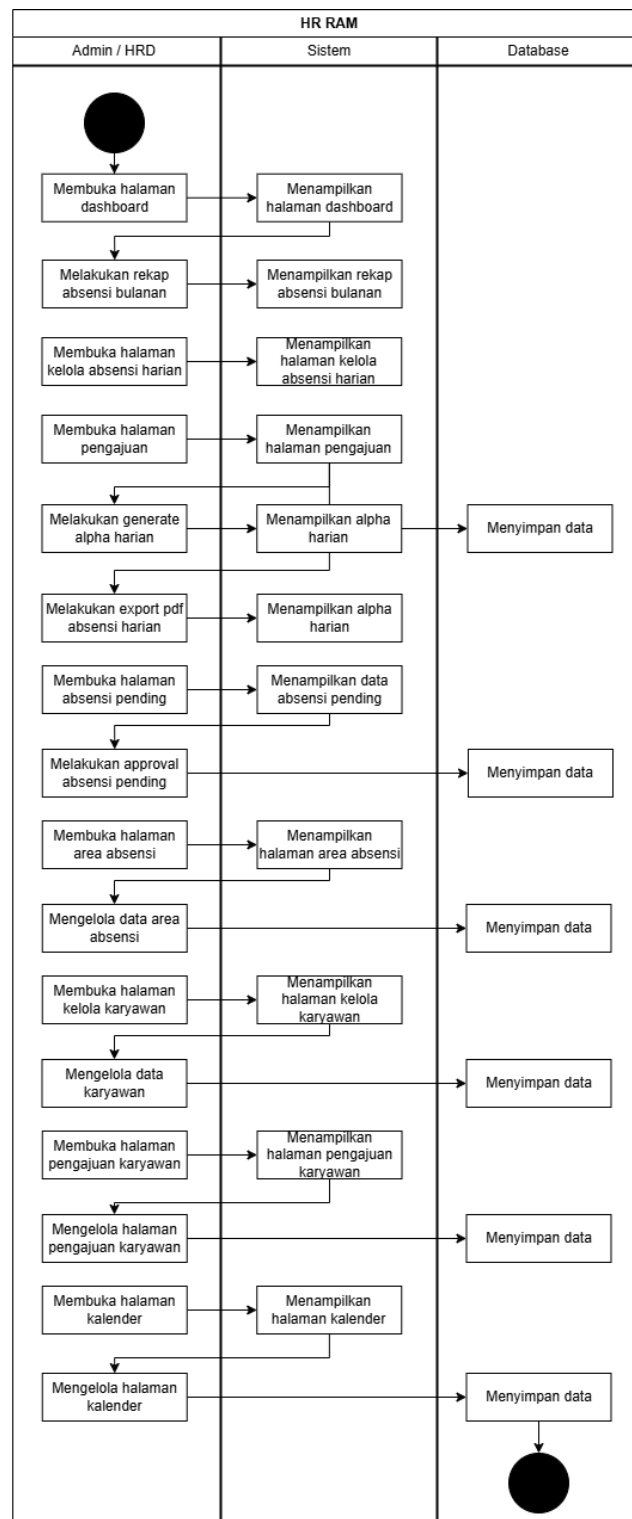 HR RAM
Admin / HRD
Sistem
Database
Membuka halaman
dashboard
Menampilkan
halaman dashboard
Melakukan rekap
absensi bulanan
Menampilkan rekap
absensi bulanan
Membuka halaman
kelola absensi harian
Menampilkan
halaman kelola
absensi harian
Membuka halaman
pengajuan
Menampilkan
halaman pengajuan
Melakukan generate
alpha harian
Menampilkan alpha
harian
Menyimpan data
Melakukan export pdf
absensi harian
Menampilkan alpha
harian
Membuka halaman
absensi pending
Menampilkan data
absensi pending
Melakukan approval
absensi pending
Menyimpan data
Membuka halaman
area absensi
Menampilkan
halaman area absensi
Mengelola data area
absensi
Menyimpan data
Membuka halaman
kelola karyawan
Menampilkan
halaman kelola
karyawan
Mengelola data
karyawan
Menyimpan data
Membuka halaman
pengajuan karyawan
Menampilkan
halaman pengajuan
karyawan
Mengelola halaman
pengajuan karyawan
Menyimpan data
Membuka halaman
kalender
Menampilkan
halaman kalender
Mengelola halaman
kalender
Menyimpan data